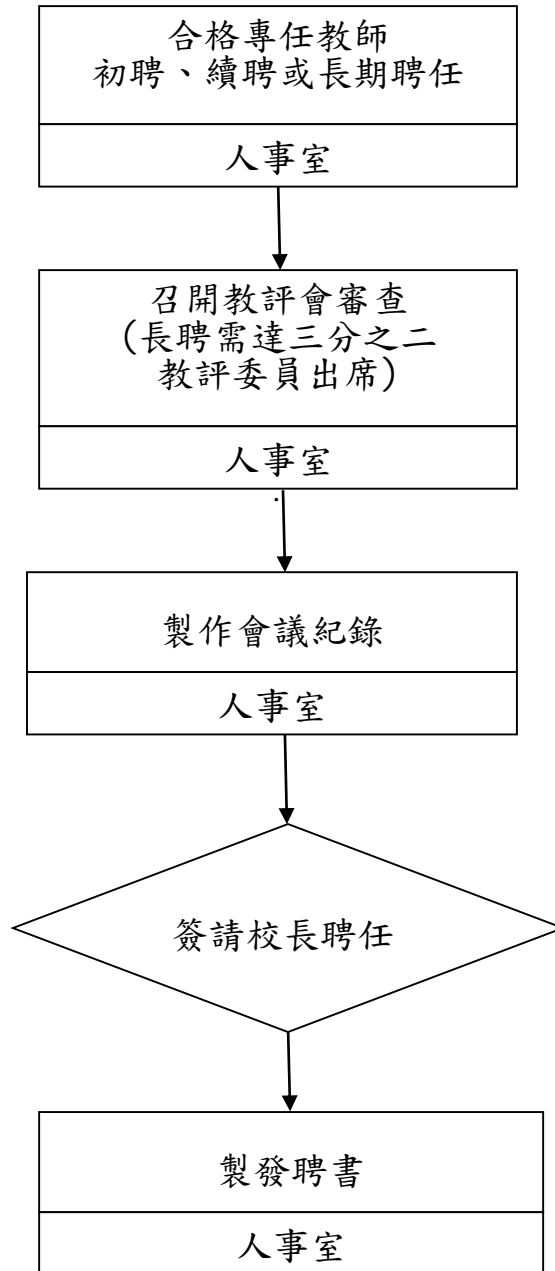 合格專任教師
初聘、續聘或長期聘任
人事室
召開教評會審查
(長聘需達三分之二
教評委員出席)
人事室
.
製作會議紀錄
人事室
簽請校長聘任
製發聘書
人事室